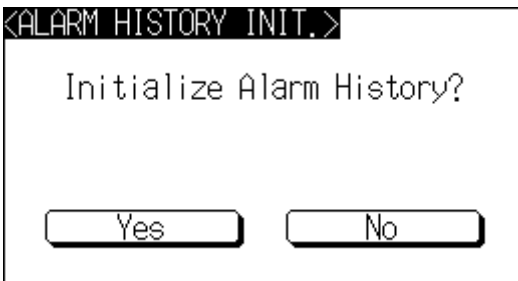 <ALARM HISTORY INIT.>
Initialize Alarm History?
Yes No